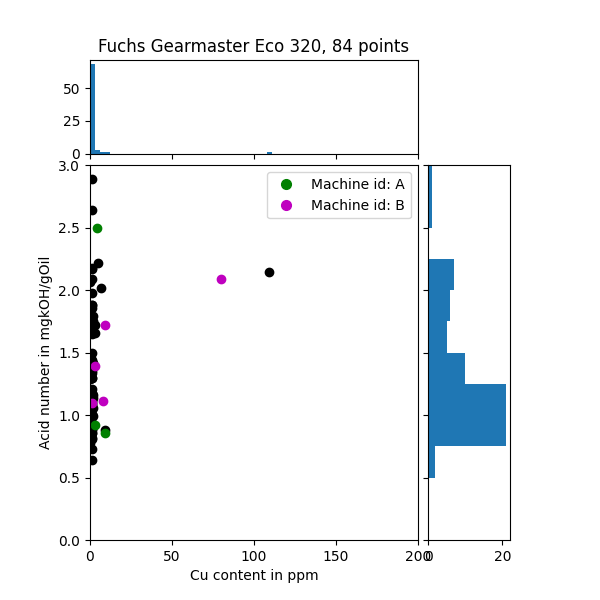 Fuchs Gearmaster Eco 320, 84 points
50
25
0
3.0
2.5
2.0
1.5
1.0
0.5
0.0
Acid number in mgkOH/gOil
Machine id: A
Machine id: B
0 50 100 150 200
Cu content in ppm
0 20